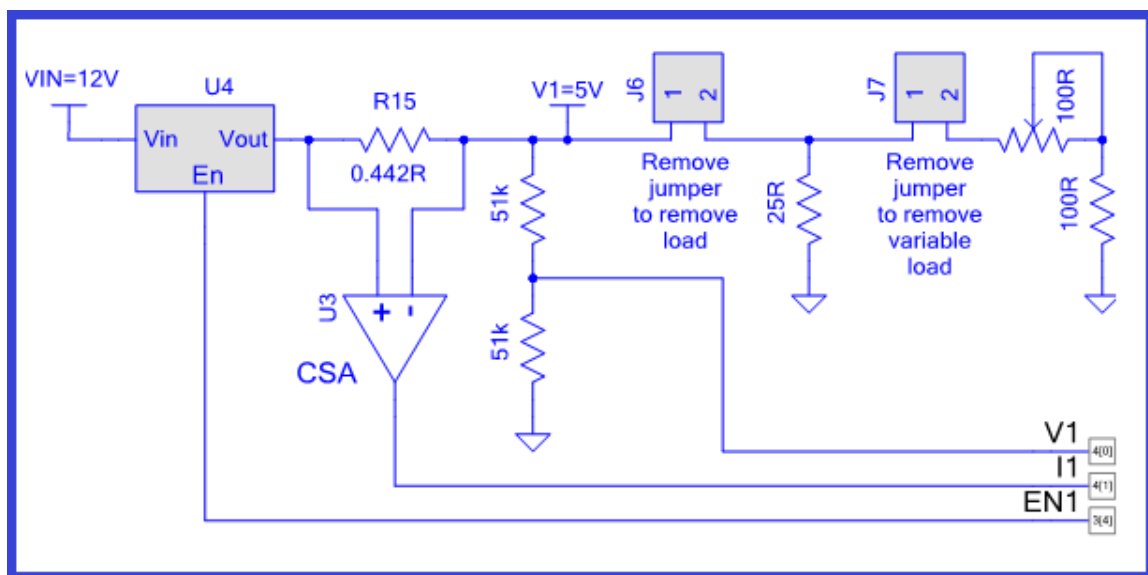 VIN=12V
U4
Vin
Vout
En
R15
0.442R
V1=5V
J6
1
2
Remove
jumper
to remove
load
J7
1
2
Remove
jumper
to remove
variable
load
100R
100R
25R
51k
51k
U3
+ -
CSA
V1
4[0]
I1
4[1]
EN1
3[4]